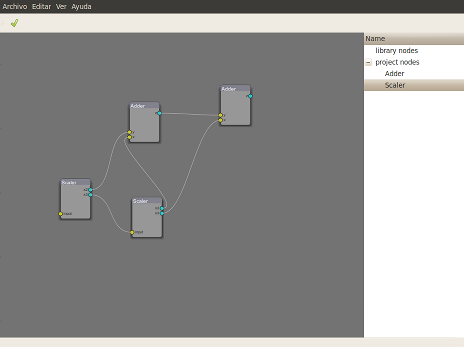 Archivo Editar Ver Ayuda
Name
library nodes
project nodes
Adder
Scaler
Adder
Adder
Scaler
Scaler